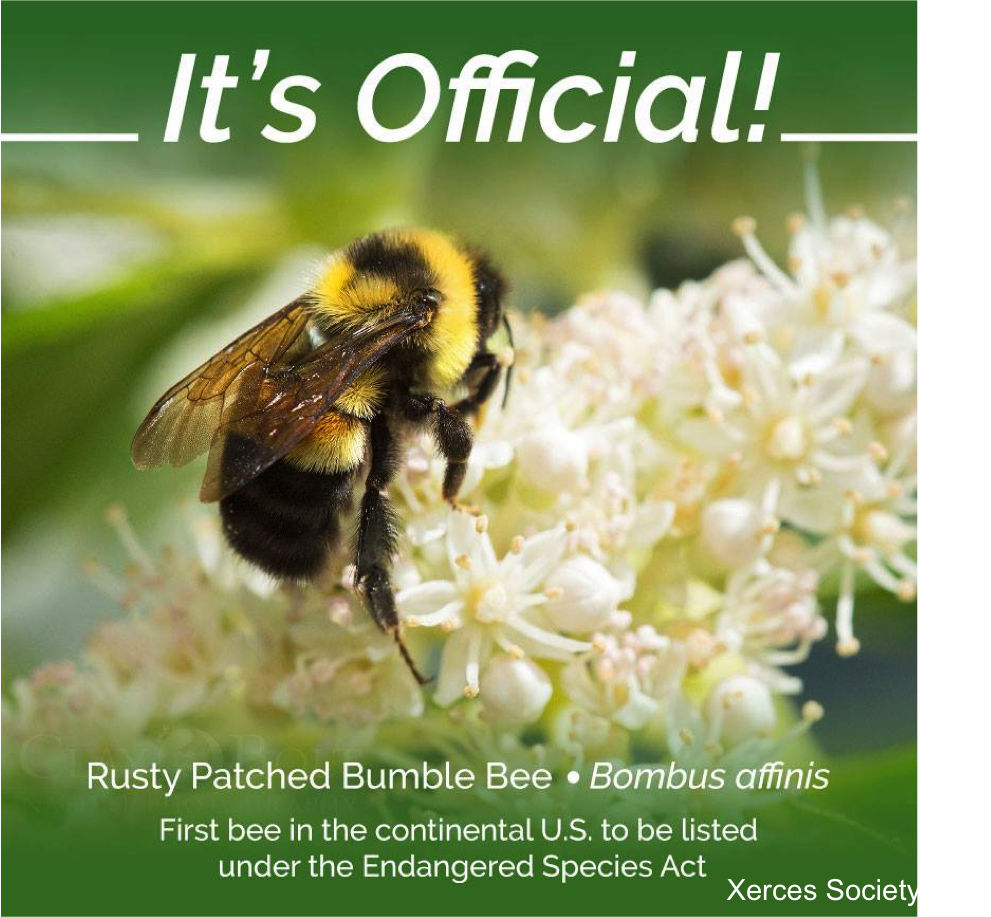 It's Official!
Rusty Patched Bumble Bee • Bombus affinis
First bee in the continental U.S. to be listed
under the Endangered Species Act
Xerces Society